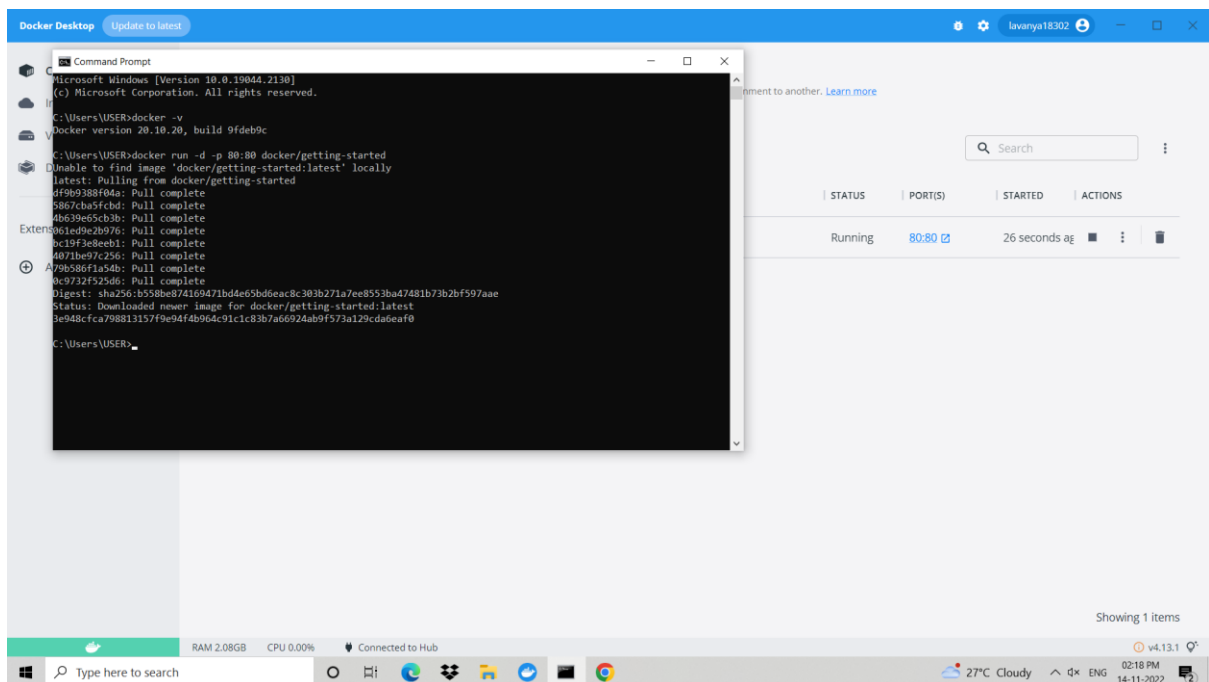 Docker Desktop Update to latest lavanya18302
Command Prompt
Microsoft Windows [Version 10.0.19044.2130]
(c) Microsoft Corporation. All rights reserved.
C:\Users\USER>docker -v
Docker version 20.10.20, build 9fdeb9c
C:\Users\USER>docker run -d -p 80:80 docker/getting-started
Unable to find image 'docker/getting-started:latest' locally
latest: Pulling from docker/getting-started
df9b9388f04a: Pull complete
5867cba5fcbd: Pull complete
4b639e65cb3b: Pull complete
061ed9e2b976: Pull complete
bc19f3e8eeb1: Pull complete
4071be97c256: Pull complete
79b586f1a54b: Pull complete
0c9732f525d6: Pull complete
Digest: sha256:b558be874169471bd4e65bd6eac8c303b271a7ee8553ba47481b73b2bf597aae
Status: Downloaded newer image for docker/getting-started:latest
3e948cfca798813157f9e94f4b964c91c1c83b7a66924ab9f573a129cda6eaf0
C:\Users\USER>
nment to another. Learn more
Search
STATUS PORT(S) STARTED ACTIONS
Running 80:80 26 seconds ag
Extens
Showing 1 items
RAM 2.08GB CPU 0.00% Connected to Hub v4.13.1
Type here to search 27°C Cloudy ENG 02:18 PM
14-11-2022
2